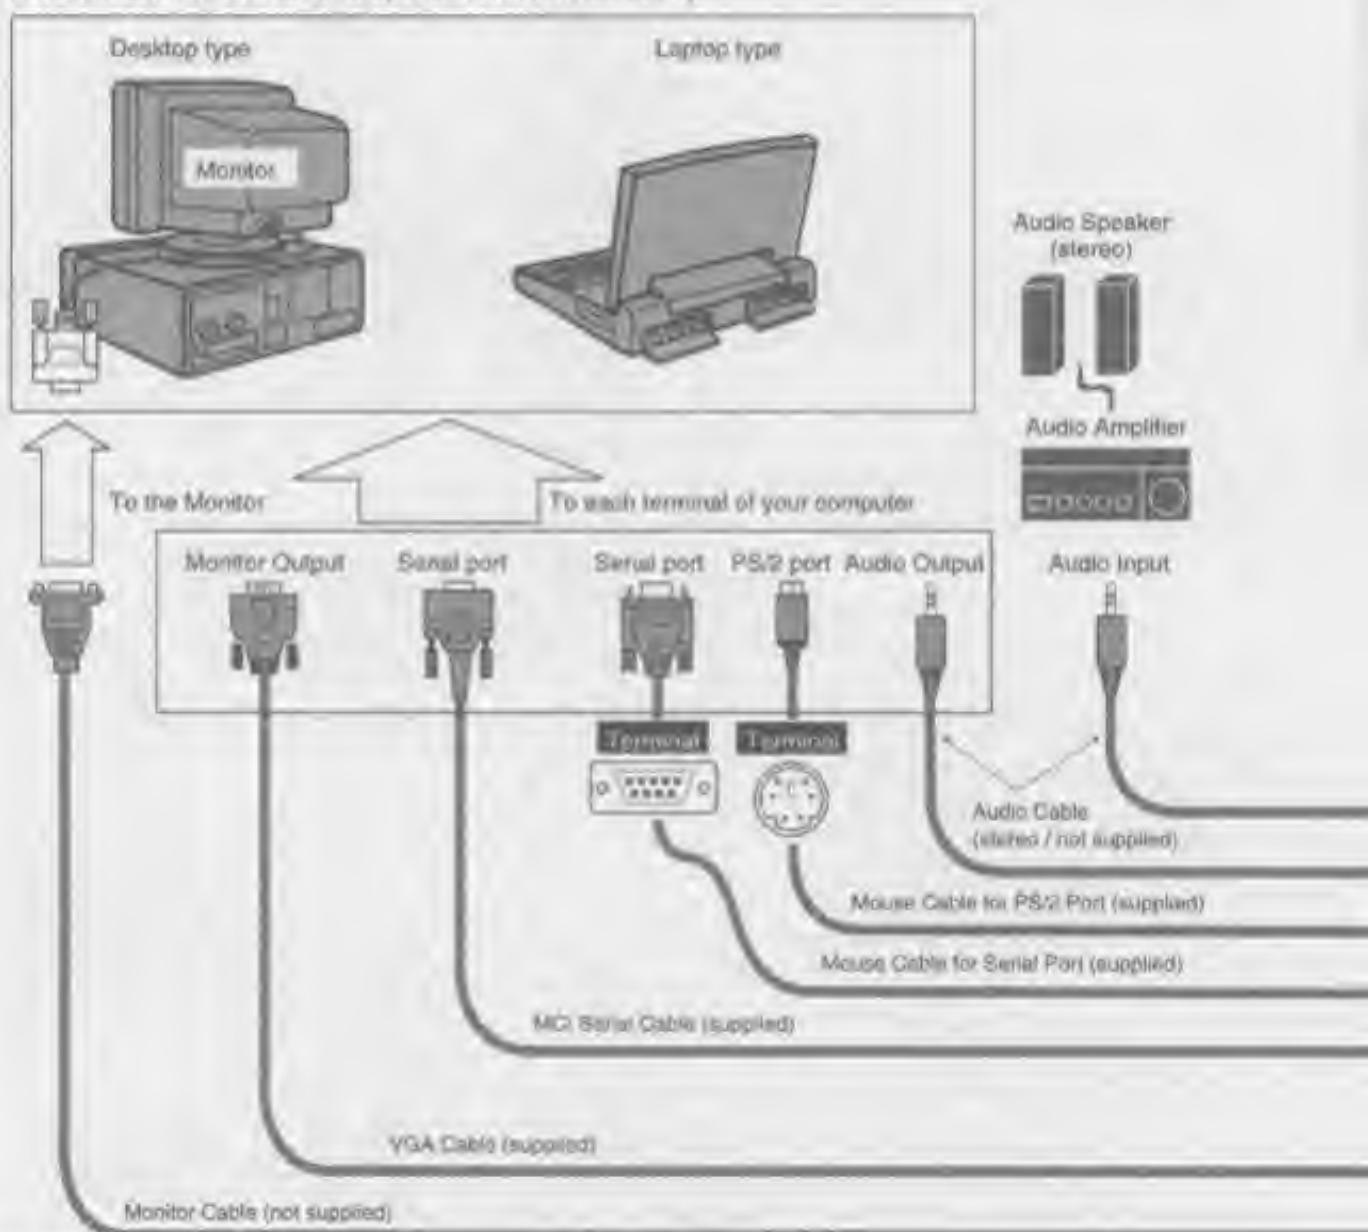 Desktop type
Laptop type
Monitor
Audio Speaker
(stereo)
Audio Amplifier
To the Monitor
To each terminal of your computer
Monitor Output
Serial port
Serial port
PS/2 port
Audio Output
Audio Input
Terminal
Terminal
Audio Cable
(stereo / not supplied)
Mouse Cable for PS/2 Port (supplied)
Mouse Cable for Serial Port (supplied)
MCI Serial Cable (supplied)
VGA Cable (supplied)
Monitor Cable (not supplied)